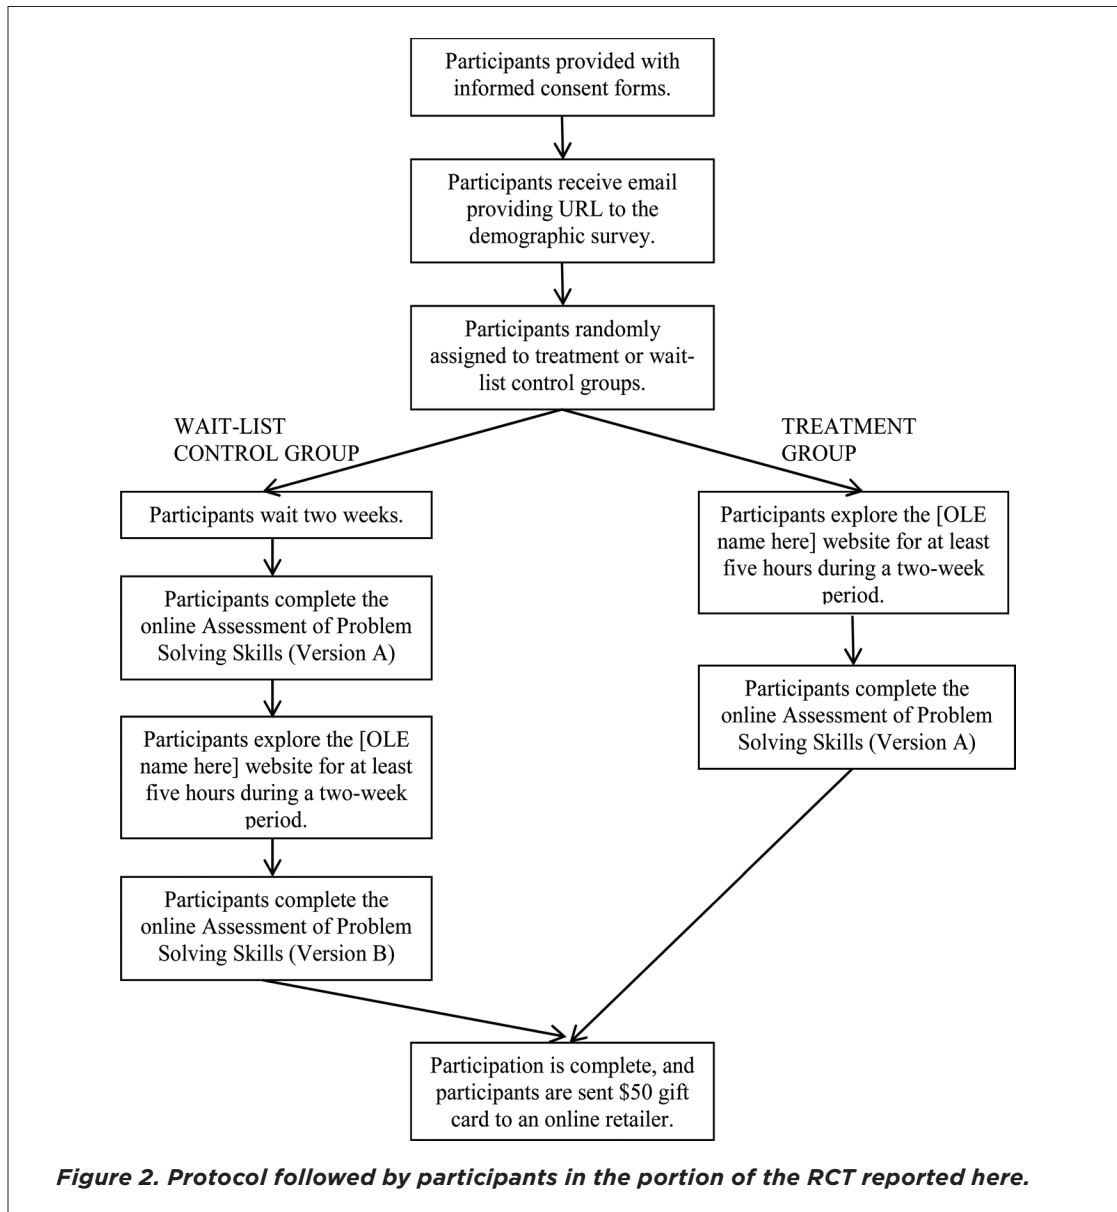 Participants provided with
informed consent forms.
Participants receive email
providing URL to the
demographic survey.
Participants randomly
assigned to treatment or wait-
list control groups.
WAIT-LIST
CONTROL GROUP
TREATMENT
GROUP
Participants wait two weeks.
Participants complete the
online Assessment of Problem
Solving Skills (Version A)
Participants explore the [OLE
name here] website for at least
five hours during a two-week
period.
Participants complete the
online Assessment of Problem
Solving Skills (Version B)
Participants explore the [OLE
name here] website for at least
five hours during a two-week
period.
Participants complete the
online Assessment of Problem
Solving Skills (Version A)
Participation is complete, and
participants are sent $50 gift
card to an online retailer.
Figure 2. Protocol followed by participants in the portion of the RCT reported here.